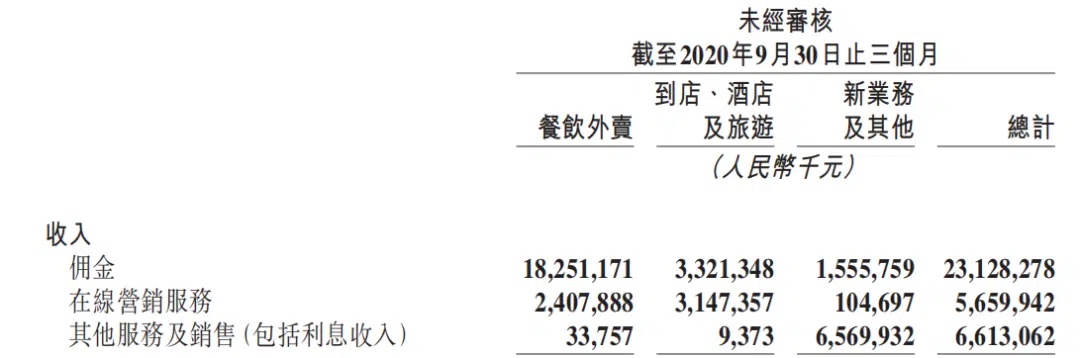 未經審核
截至2020年9月30日止三個月
餐飲外賣 到店、酒店及旅遊 新業務及其他 總計
(人民幣千元)
收入
佣金 18,251,171 3,321,348 1,555,759 23,128,278
在線營銷服務 2,407,888 3,147,357 104,697 5,659,942
其他服務及銷售(包括利息收入) 33,757 9,373 6,569,932 6,613,062